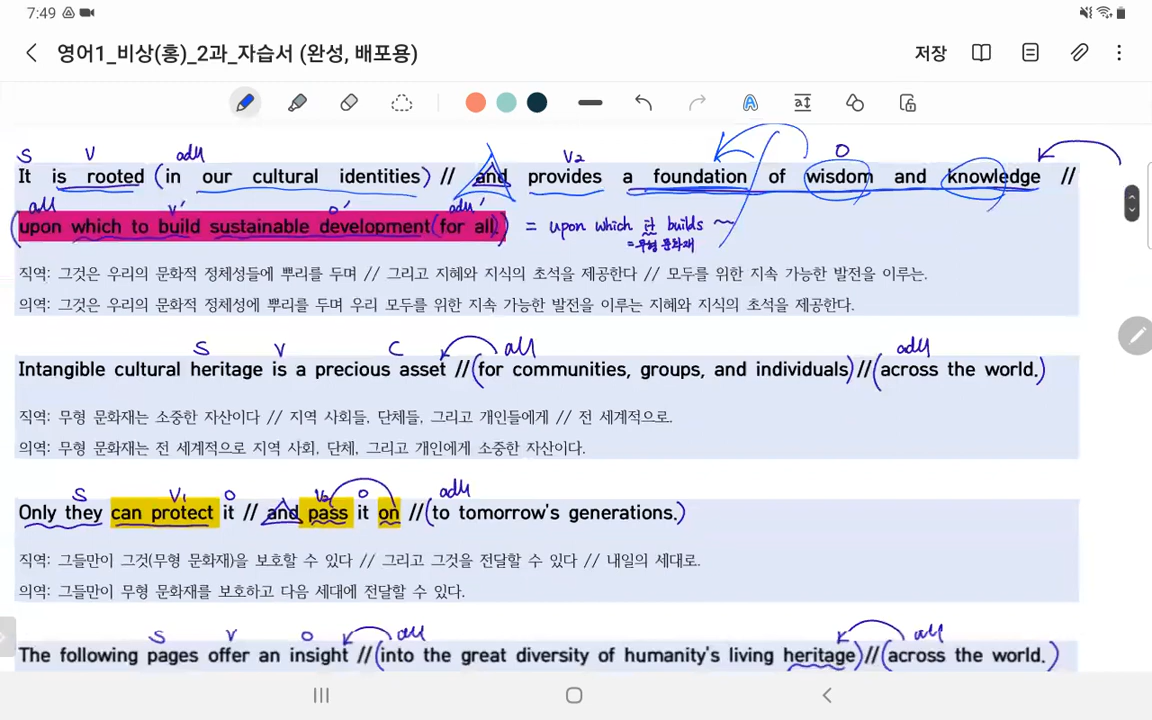 7:49
영어1_비상(홍)_2과_자습서 (완성, 배포용)
저장
S V adv V2 O
It is rooted (in our cultural identities) // and provides a foundation of wisdom and knowledge //
all V' O' adv'
(upon which to build sustainable development (for all).) = upon which 한 builds ~
=무형 문화재
직역: 그것은 우리의 문화적 정체성들에 뿌리를 두며 // 그리고 지혜와 지식의 초석을 제공한다 // 모두를 위한 지속 가능한 발전을 이루는.
의역: 그것은 우리의 문화적 정체성에 뿌리를 두며 우리 모두를 위한 지속 가능한 발전을 이루는 지혜와 지식의 초석을 제공한다.
S V C all adv
Intangible cultural heritage is a precious asset // (for communities, groups, and individuals) // (across the world.)
직역: 무형 문화재는 소중한 자산이다 // 지역 사회들, 단체들, 그리고 개인들에게 // 전 세계적으로.
의역: 무형 문화재는 전 세계적으로 지역 사회, 단체, 그리고 개인에게 소중한 자산이다.
S V1 O V2 O adv
Only they can protect it // and pass it on // (to tomorrow's generations.)
직역: 그들만이 그것(무형 문화재)을 보호할 수 있다 // 그리고 그것을 전달할 수 있다 // 내일의 세대로.
의역: 그들만이 무형 문화재를 보호하고 다음 세대에 전달할 수 있다.
S V O all all
The following pages offer an insight // (into the great diversity of humanity's living heritage) // (across the world.)